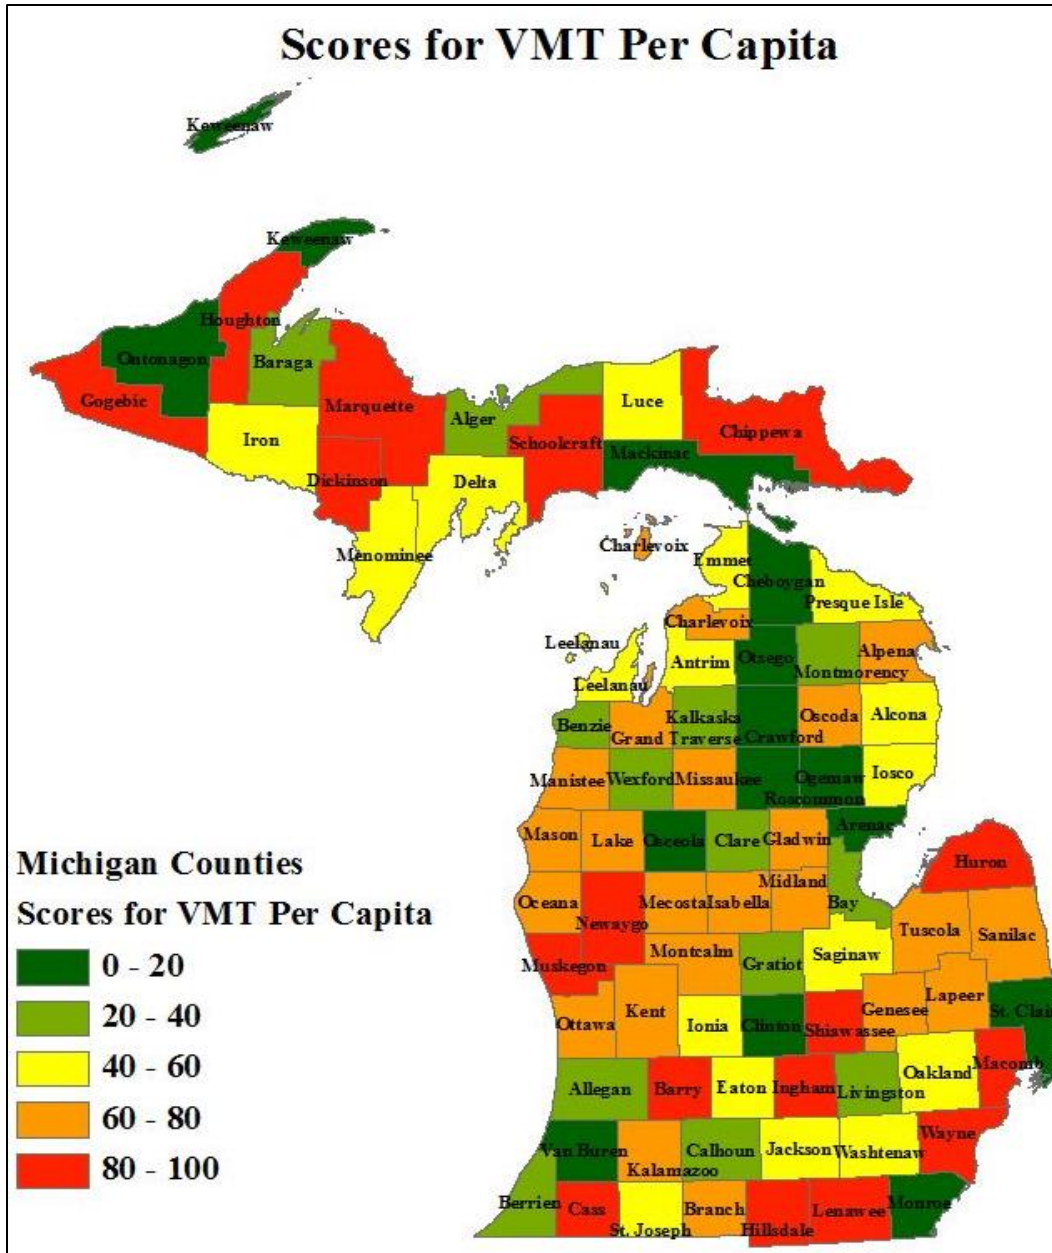 Scores for VMT Per Capita
Keweenaw
Keweenaw
Houghton
Ontonagon
Baraga
Gogebic
Marquette
Alger
Luce
Iron
Schoolcraft
Chippewa
Mackinac
Dickinson
Delta
Menominee
Charlevoix
Emmet
Cheboygan
Presque Isle
Charlevoix
Leelanau
Antrim
Otsego
Montmorency
Alpena
Leelanau
Benzie
Grand Traverse
Kalkaska
Crawford
Oscoda
Alcona
Manistee
Wexford
Missaukee
Roscommon
Ogemaw
Iosco
Arenac
Mason
Lake
Osceola
Clare
Gladwin
Huron
Oceana
Newaygo
Mecosta
Isabella
Midland
Bay
Tuscola
Sanilac
Muskegon
Montcalm
Gratiot
Saginaw
Ottawa
Kent
Ionia
Clinton
Shiawassee
Genesee
Lapeer
St. Clair
Allegan
Barry
Eaton
Ingham
Livingston
Oakland
Macomb
Van Buren
Kalamazoo
Calhoun
Jackson
Washtenaw
Wayne
Berrien
Cass
St. Joseph
Branch
Hillsdale
Lenawee
Monroe
Michigan Counties
Scores for VMT Per Capita
0 - 20
20 - 40
40 - 60
60 - 80
80 - 100